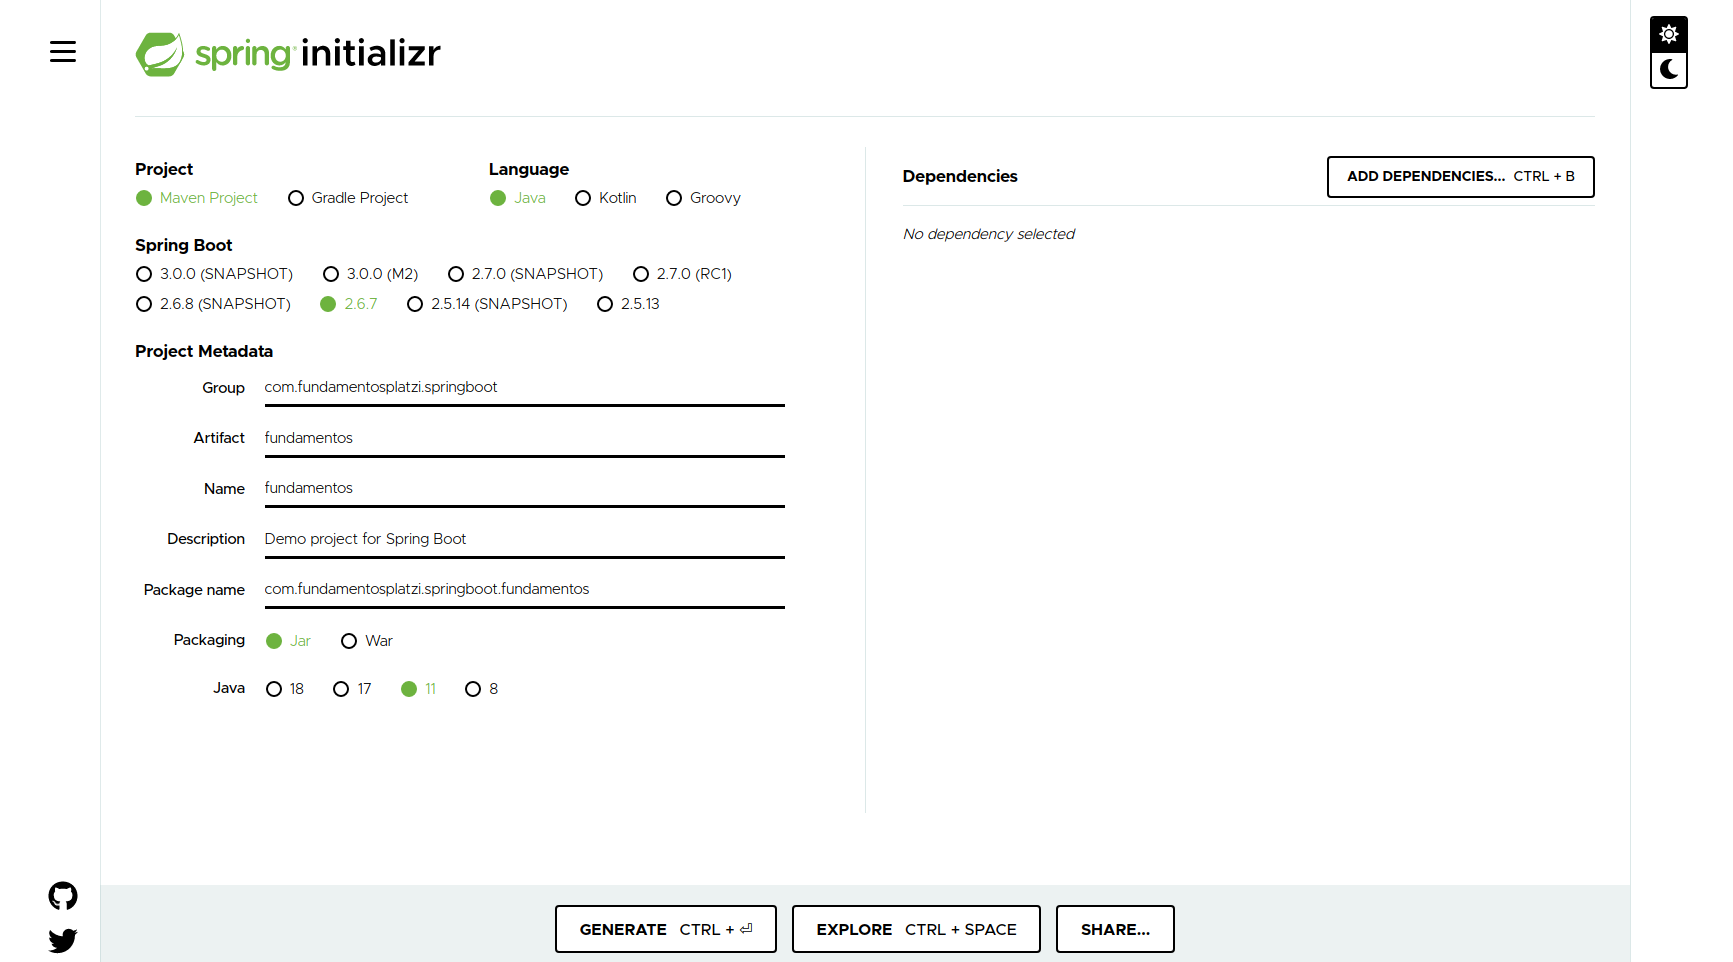 spring initializr
Project
Maven Project Gradle Project
Language
Java Kotlin Groovy
Spring Boot
3.0.0 (SNAPSHOT) 3.0.0 (M2) 2.7.0 (SNAPSHOT) 2.7.0 (RC1)
2.6.8 (SNAPSHOT) 2.6.7 2.5.14 (SNAPSHOT) 2.5.13
Project Metadata
Group com.fundamentosplatzi.springboot
Artifact fundamentos
Name fundamentos
Description Demo project for Spring Boot
Package name com.fundamentosplatzi.springboot.fundamentos
Packaging Jar War
Java 18 17 11 8
Dependencies
ADD DEPENDENCIES... CTRL + B
No dependency selected
GENERATE CTRL + ⏎
EXPLORE CTRL + SPACE
SHARE...